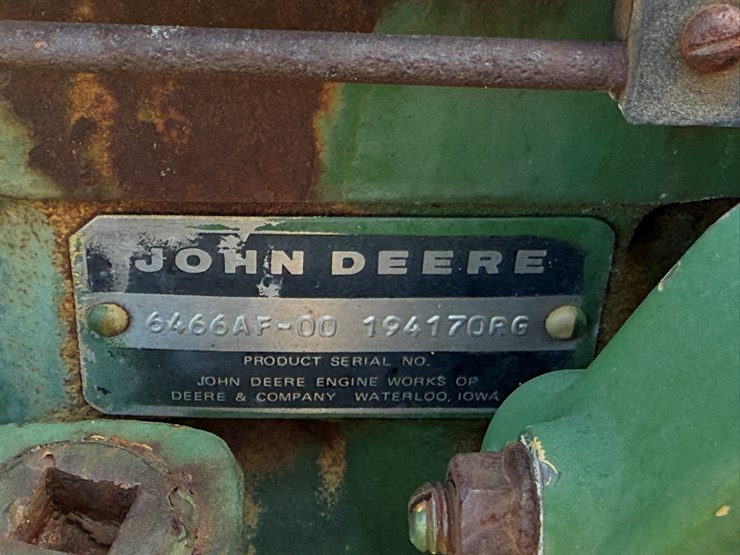 JOHN DEERE
6466AF-00 194170RG
PRODUCT SERIAL NO.
JOHN DEERE ENGINE WORKS OF
DEERE & COMPANY WATERLOO, IOWA